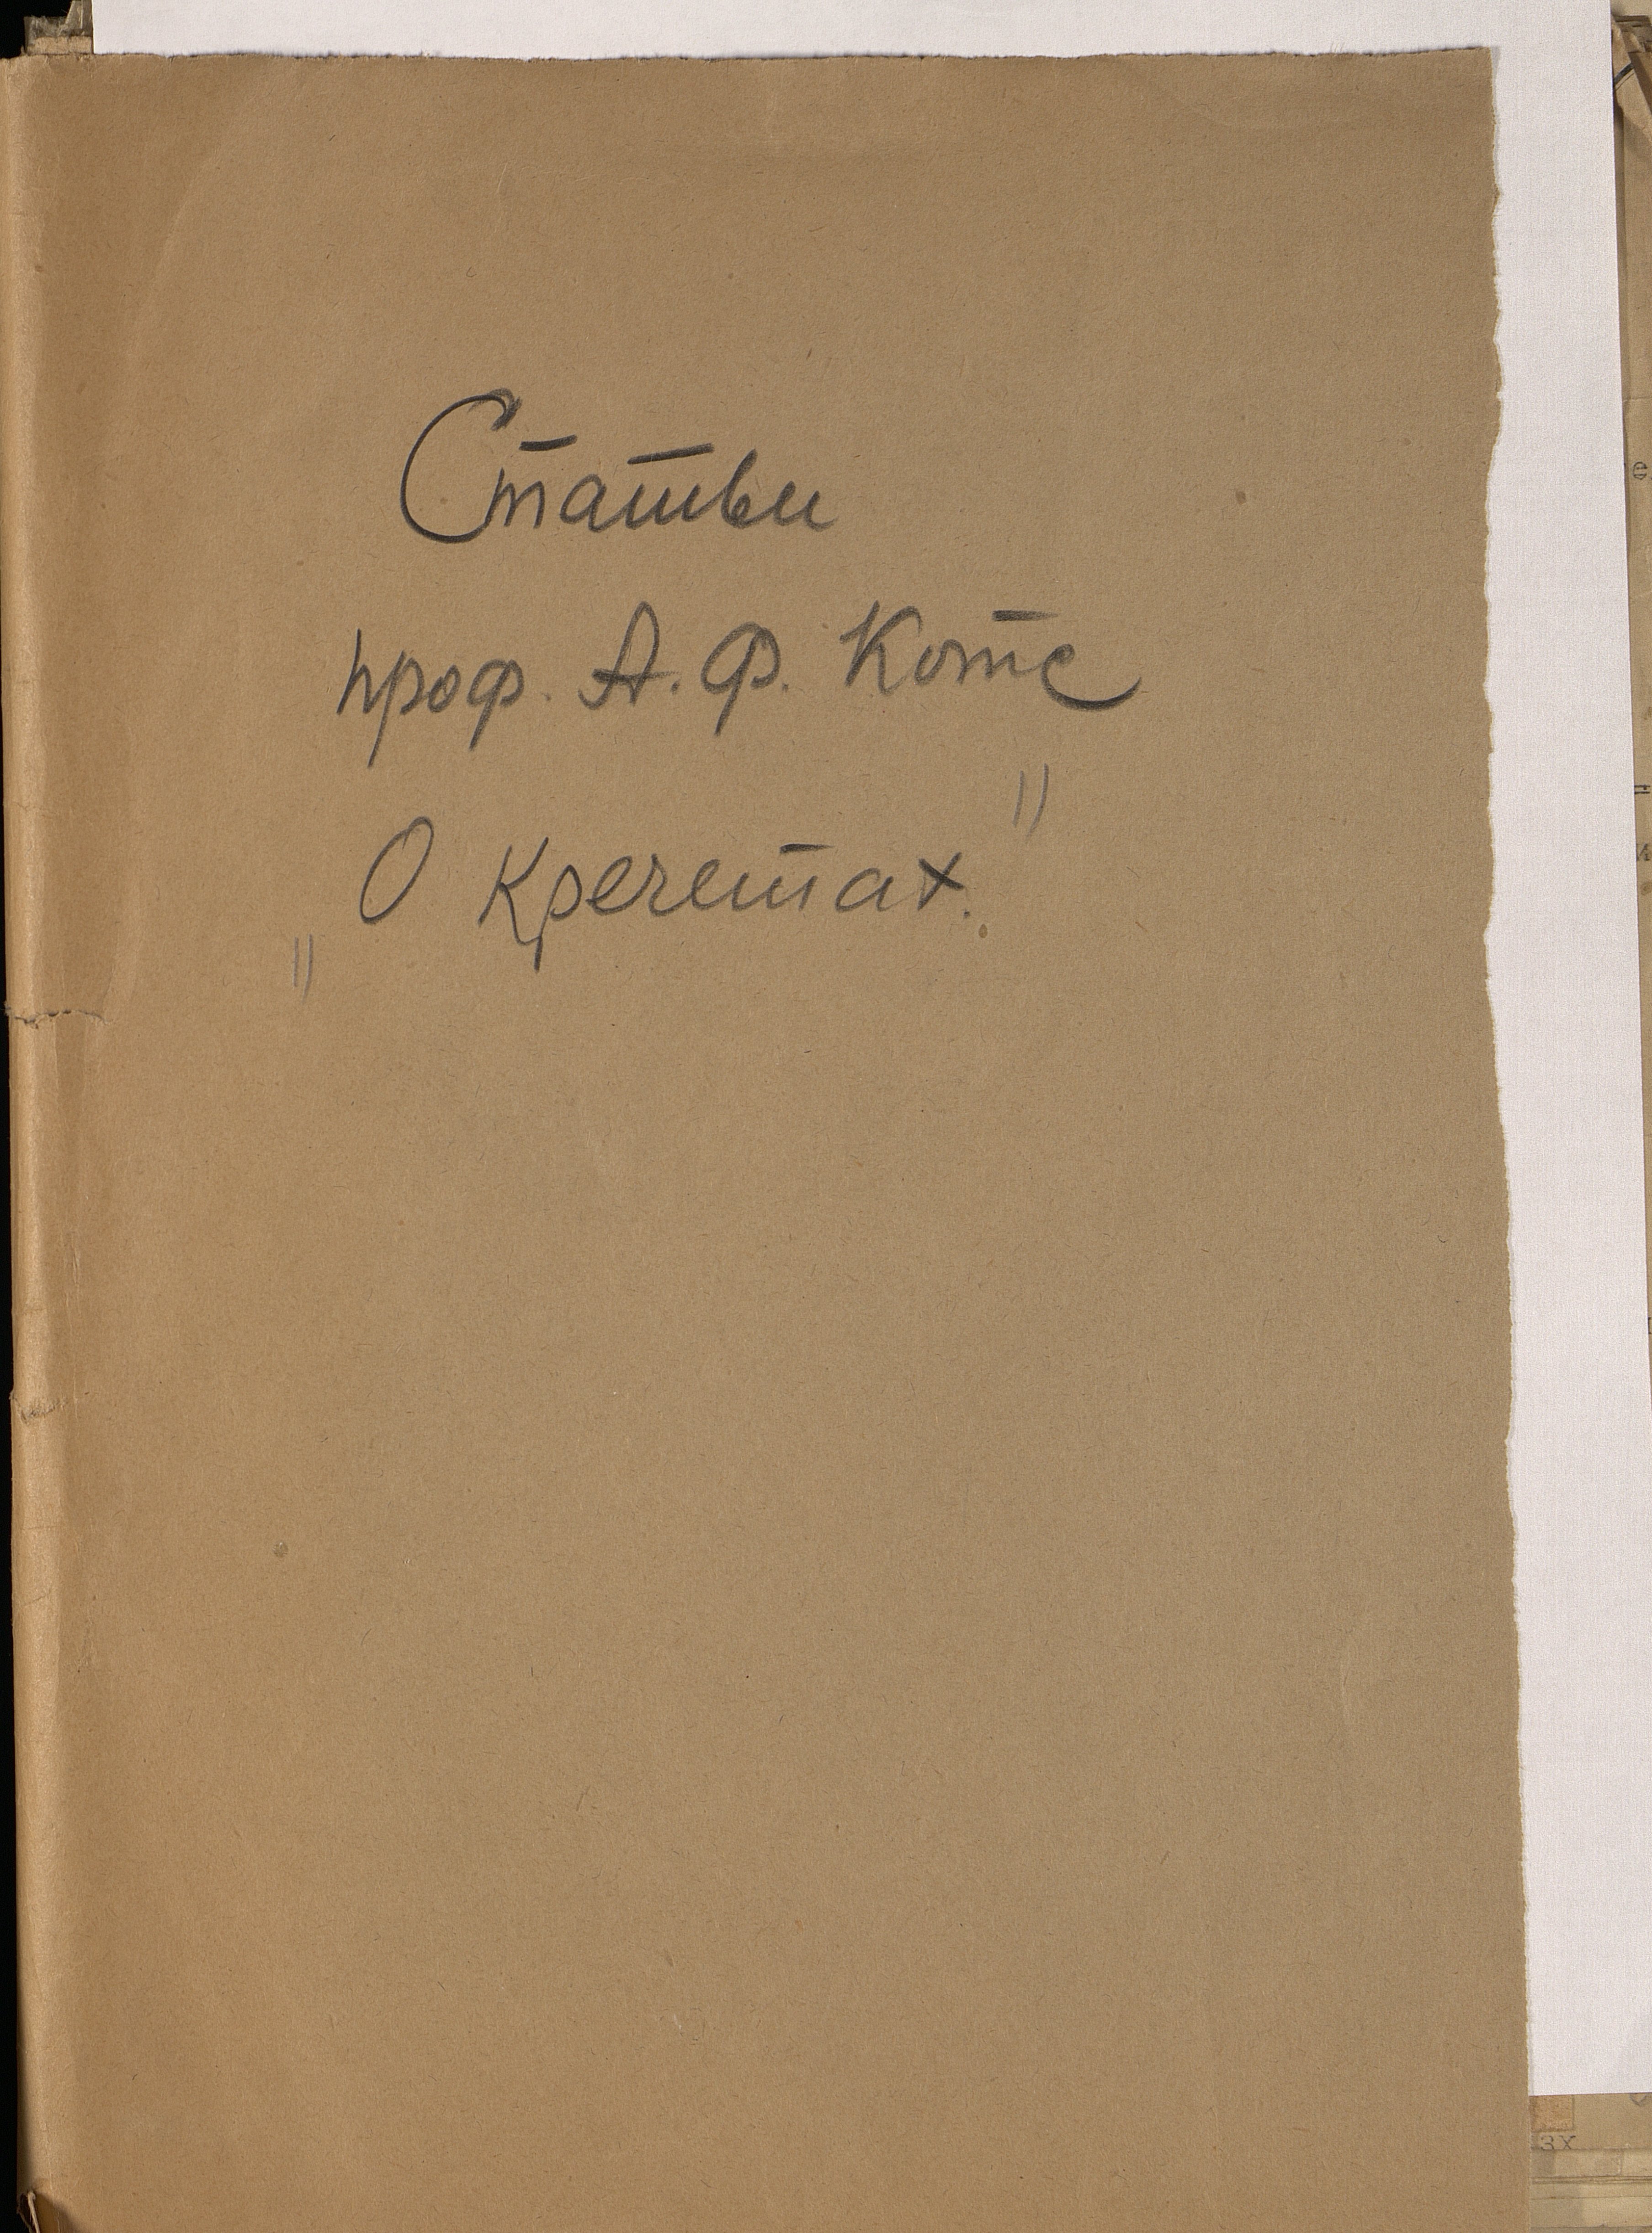 Статьи
проф. А. Ф. Котс
„О кречетах."